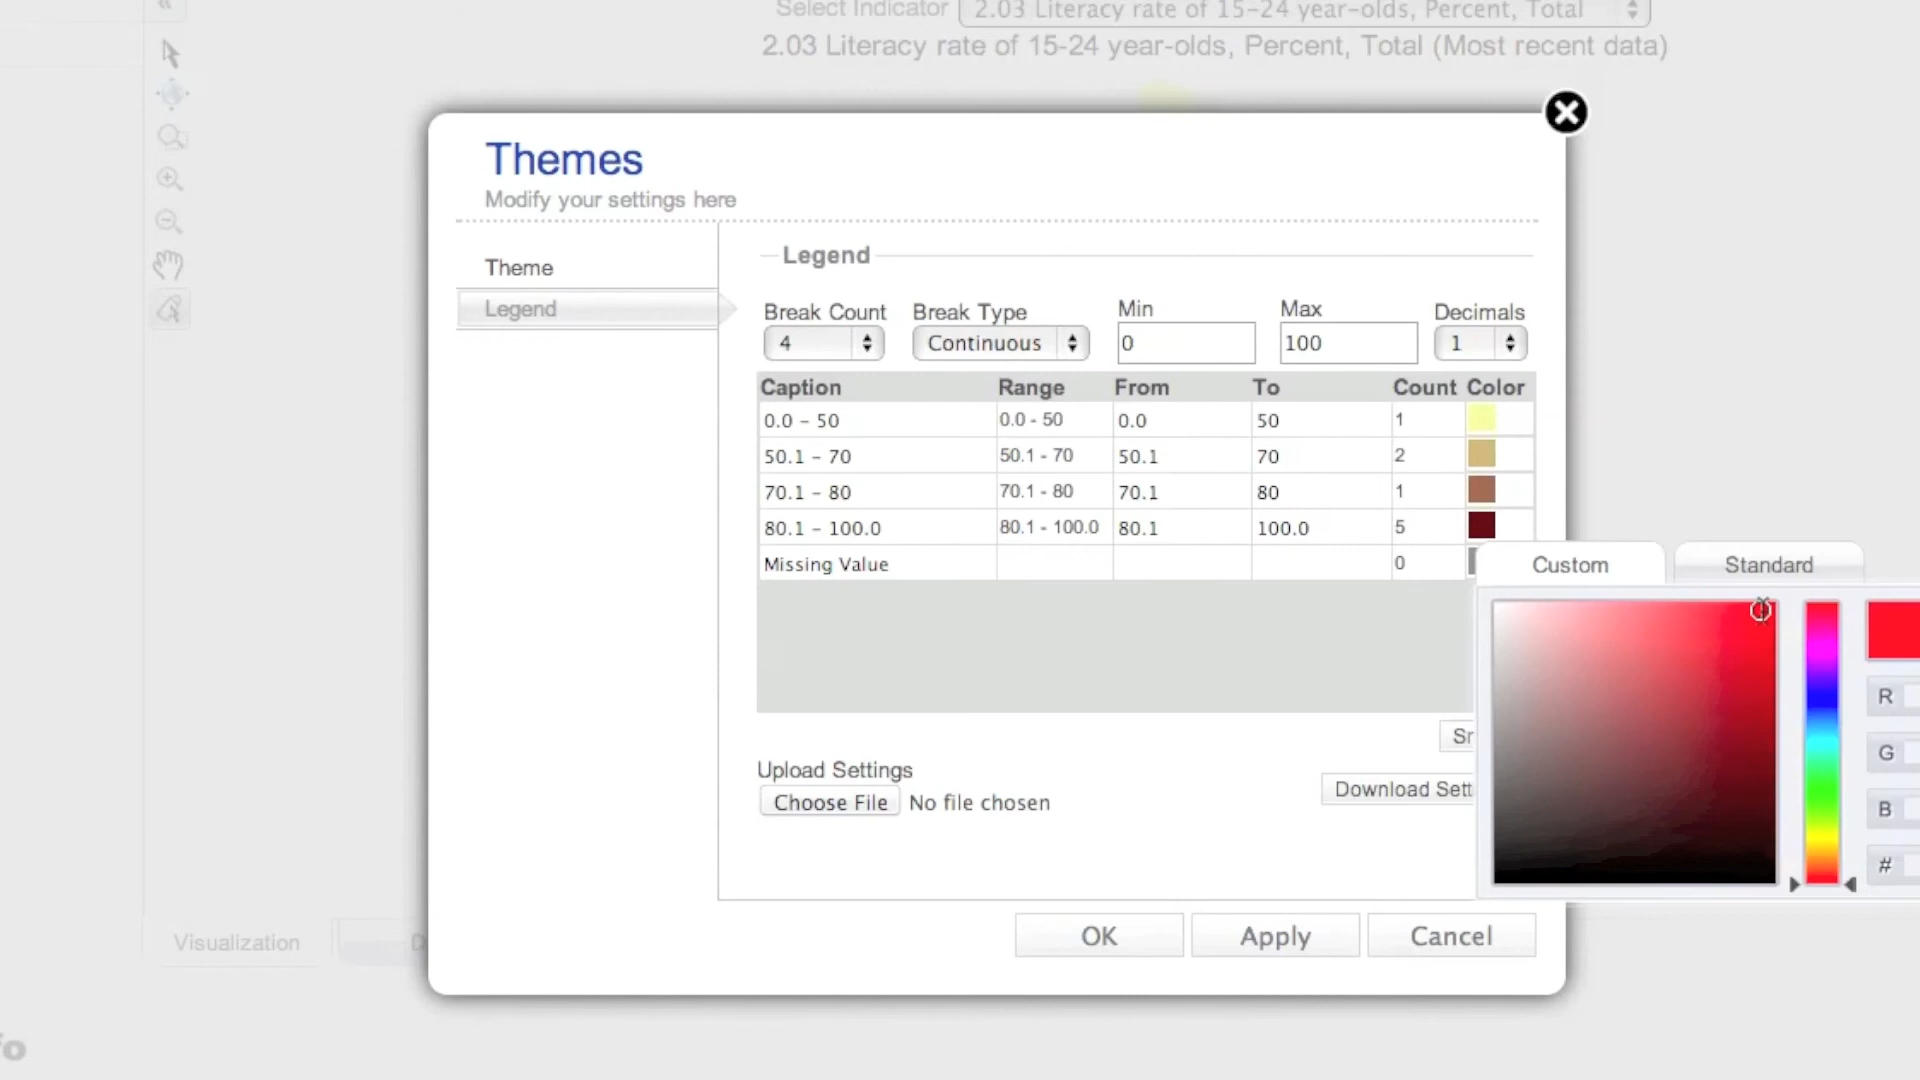 Select Indicator 2.03 Literacy rate of 15-24 year-olds, Percent, Total
2.03 Literacy rate of 15-24 year-olds, Percent, Total (Most recent data)
Themes
Modify your settings here
Theme
Legend
Legend
Break Count Break Type Min Max Decimals
4 Continuous 0 100 1
Caption Range From To Count Color
0.0 – 50 0.0 - 50 0.0 50 1
50.1 – 70 50.1 - 70 50.1 70 2
70.1 – 80 70.1 - 80 70.1 80 1
80.1 – 100.0 80.1 - 100.0 80.1 100.0 5
Missing Value 0
Custom Standard
R
G
B
#
Upload Settings
Choose File No file chosen
Download Sett
OK Apply Cancel
Visualization